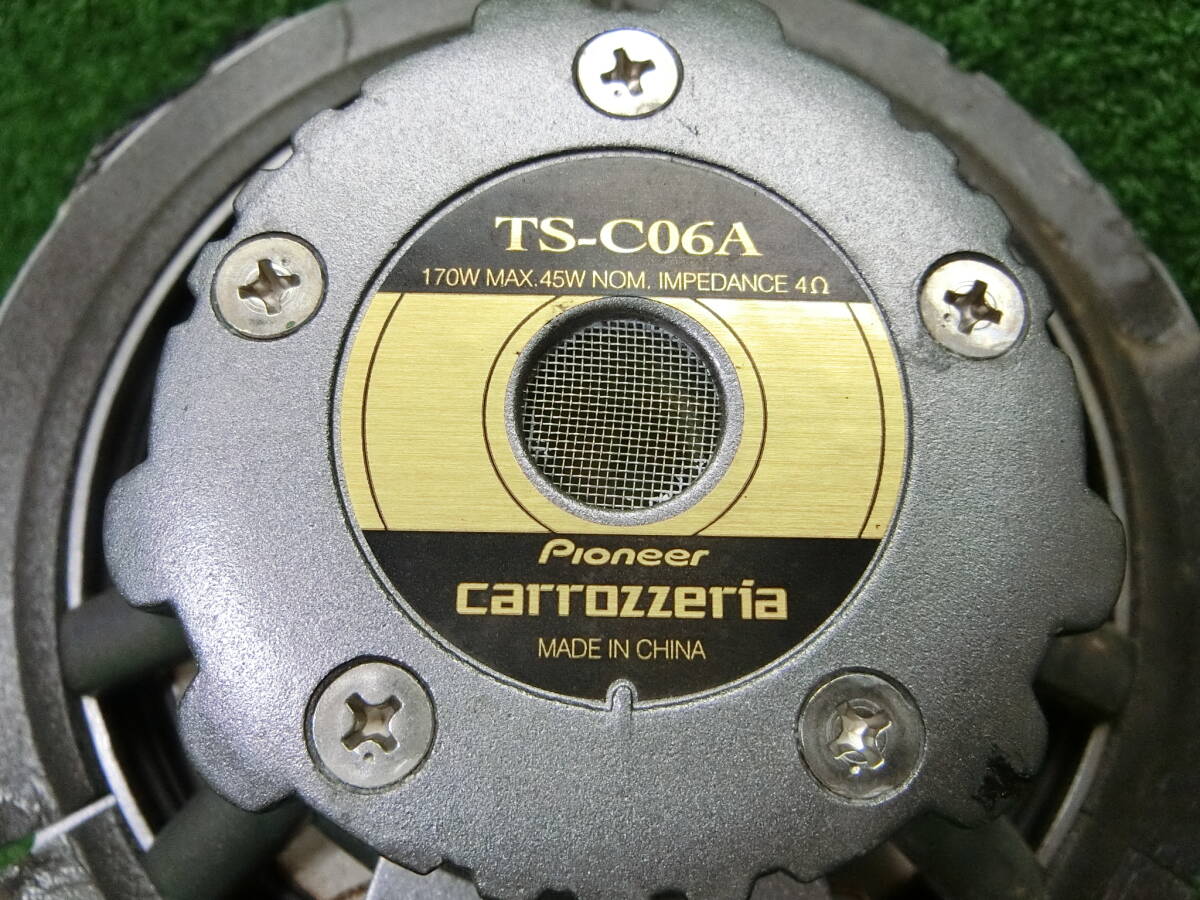 TS-C06A
170W MAX.45W NOM. IMPEDANCE 4Ω
Pioneer
carrozzeria
MADE IN CHINA